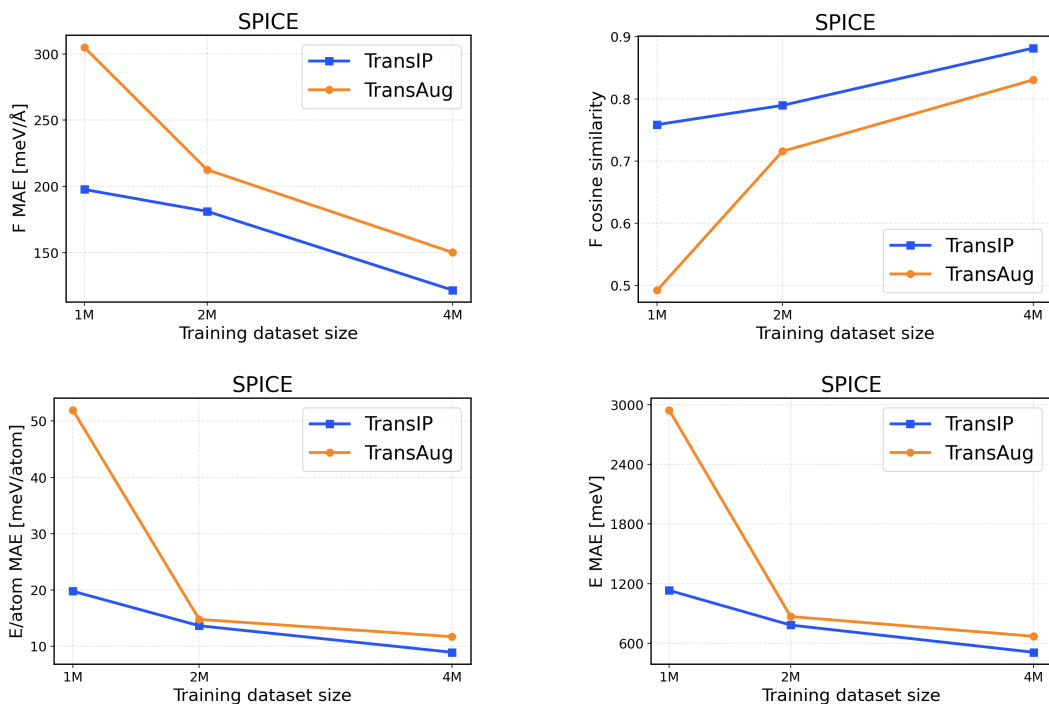 SPICE
F MAE [meV/Å]
300
250
200
150
TransIP
TransAug
1M
2M
4M
Training dataset size
SPICE
F cosine similarity
0.9
0.8
0.7
0.6
0.5
TransIP
TransAug
1M
2M
4M
Training dataset size
SPICE
E/atom MAE [meV/atom]
50
40
30
20
10
TransIP
TransAug
1M
2M
4M
Training dataset size
SPICE
E MAE [meV]
3000
2400
1800
1200
600
TransIP
TransAug
1M
2M
4M
Training dataset size